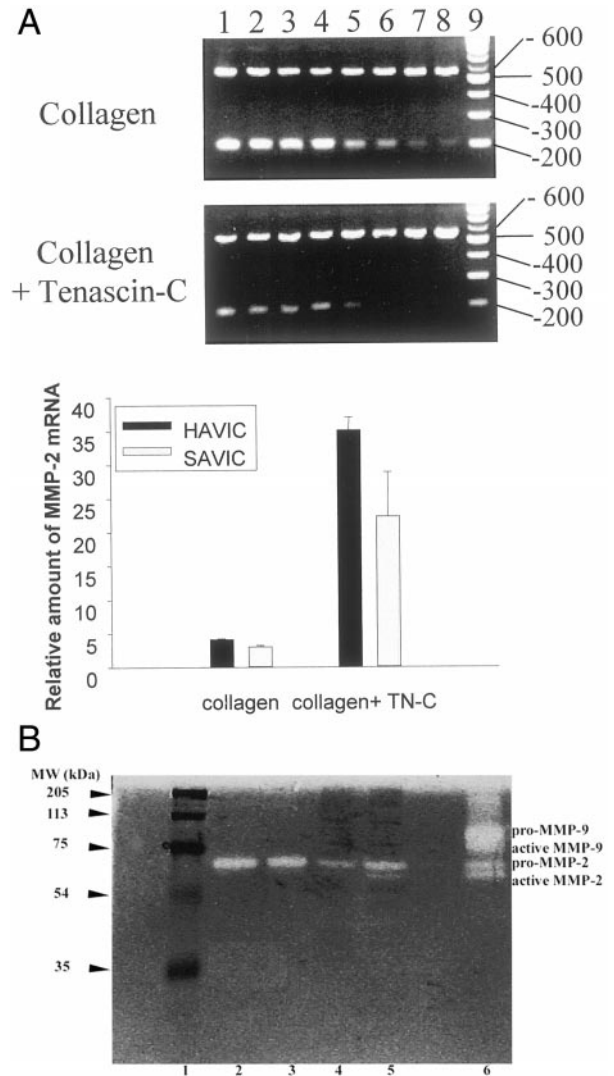 A
1 2 3 4 5 6 7 8 9
Collagen
- 600
500
-400
-300
-200
Collagen
+ Tenascin-C
- 600
500
-400
-300
-200
Relative amount of MMP-2 mRNA
40
35
30
25
20
15
10
5
0
HAVIC
SAVIC
collagen collagen+ TN-C
B
MW (kDa)
205
113
75
54
35
pro-MMP-9
active MMP-9
pro-MMP-2
active MMP-2
1 2 3 4 5 6